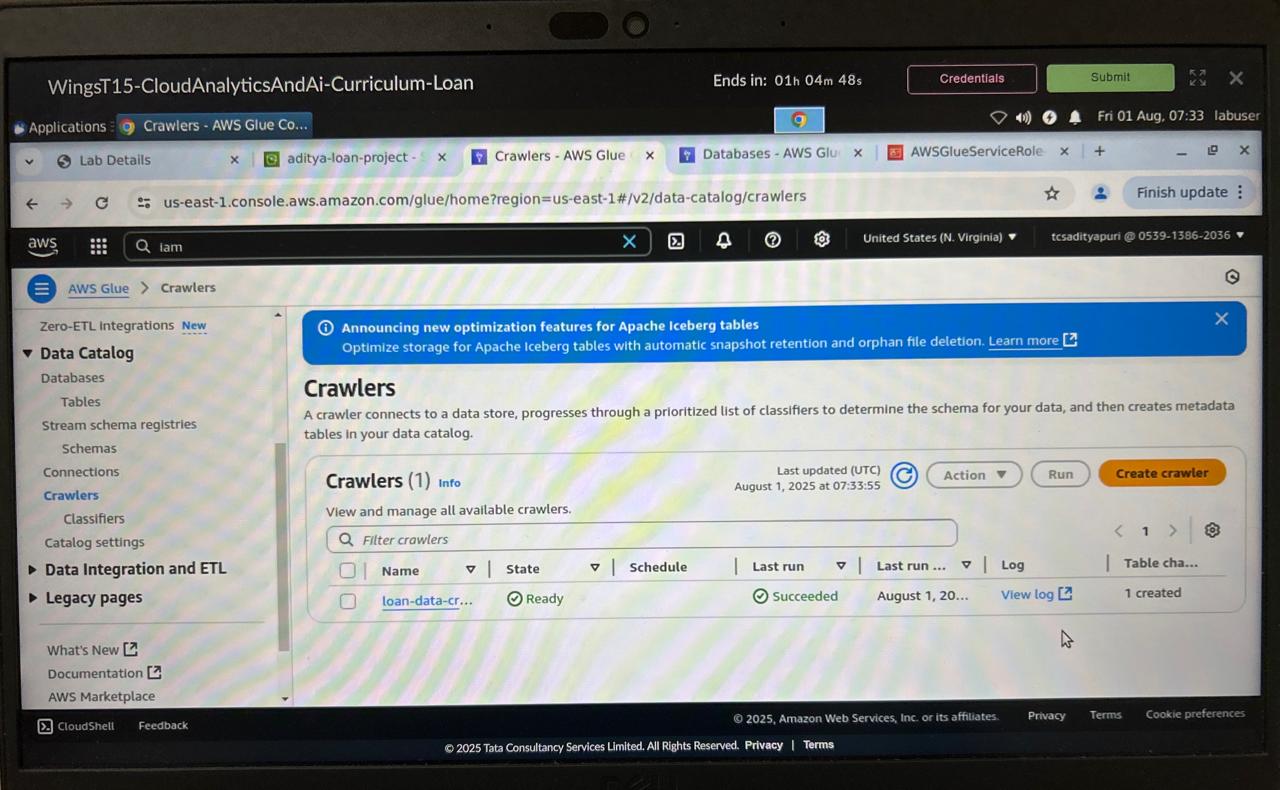 WingsT15-CloudAnalyticsAndAi-Curriculum-Loan
Ends in: 01h 04m 48s
Credentials
Submit
Applications
Crawlers - AWS Glue Co...
Fri 01 Aug, 07:33 labuser
Lab Details
aditya-loan-project -
Crawlers - AWS Glue
Databases - AWS Glu
AWSGlueServiceRole
us-east-1.console.aws.amazon.com/glue/home?region=us-east-1#/v2/data-catalog/crawlers
Finish update
aws
iam
United States (N. Virginia)
tcsadityapuri @ 0539-1386-2036
AWS Glue > Crawlers
Zero-ETL integrations New
Data Catalog
Databases
Tables
Stream schema registries
Schemas
Connections
Crawlers
Classifiers
Catalog settings
Data Integration and ETL
Legacy pages
What's New
Documentation
AWS Marketplace
Announcing new optimization features for Apache Iceberg tables
Optimize storage for Apache Iceberg tables with automatic snapshot retention and orphan file deletion. Learn more
Crawlers
A crawler connects to a data store, progresses through a prioritized list of classifiers to determine the schema for your data, and then creates metadata
tables in your data catalog.
Crawlers (1) Info
Last updated (UTC)
August 1, 2025 at 07:33:55
Action
Run
Create crawler
View and manage all available crawlers.
Filter crawlers
1
Name State Schedule Last run Last run ... Log Table cha...
loan-data-cr... Ready Succeeded August 1, 20... View log 1 created
CloudShell Feedback
© 2025, Amazon Web Services, Inc. or its affiliates. Privacy Terms Cookie preferences
© 2025 Tata Consultancy Services Limited. All Rights Reserved. Privacy | Terms